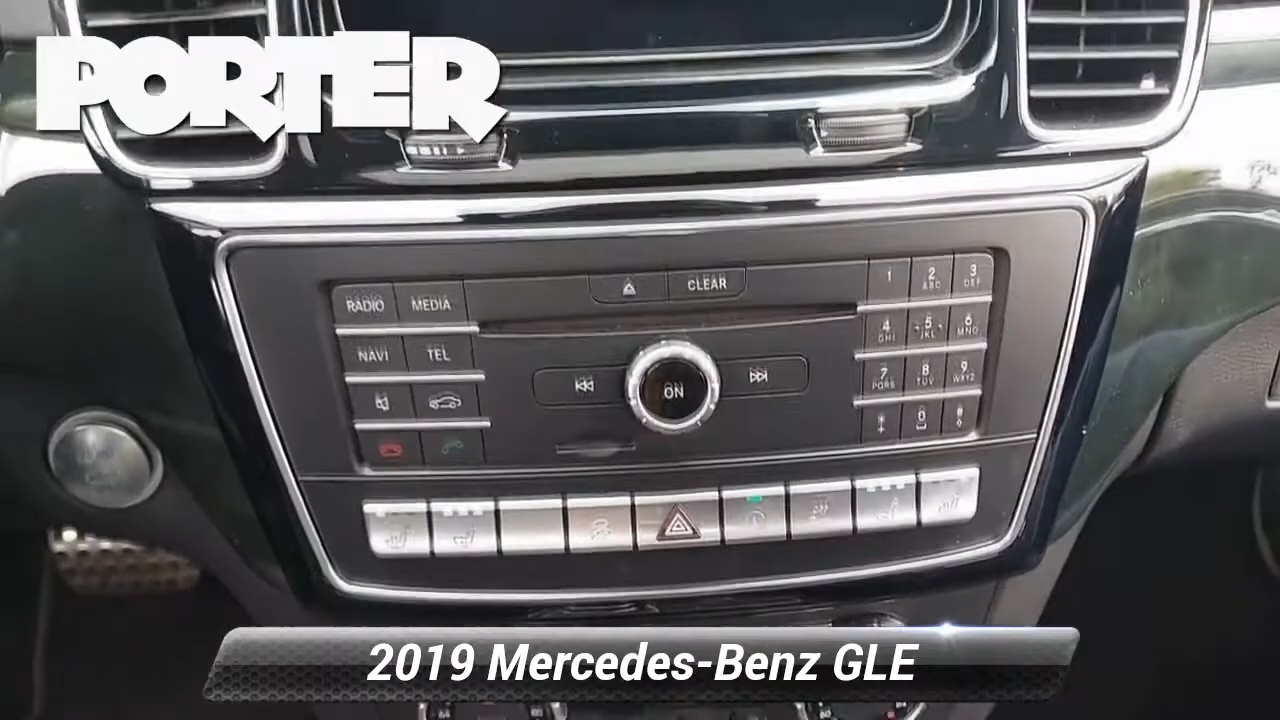 PORTER
CLEAR
RADIO MEDIA
NAVI TEL
ON
1 2 ABC 3 DEF
4 GHI 5 JKL 6 MNO
7 PQRS 8 TUV 9 WXYZ
0
2019 Mercedes-Benz GLE